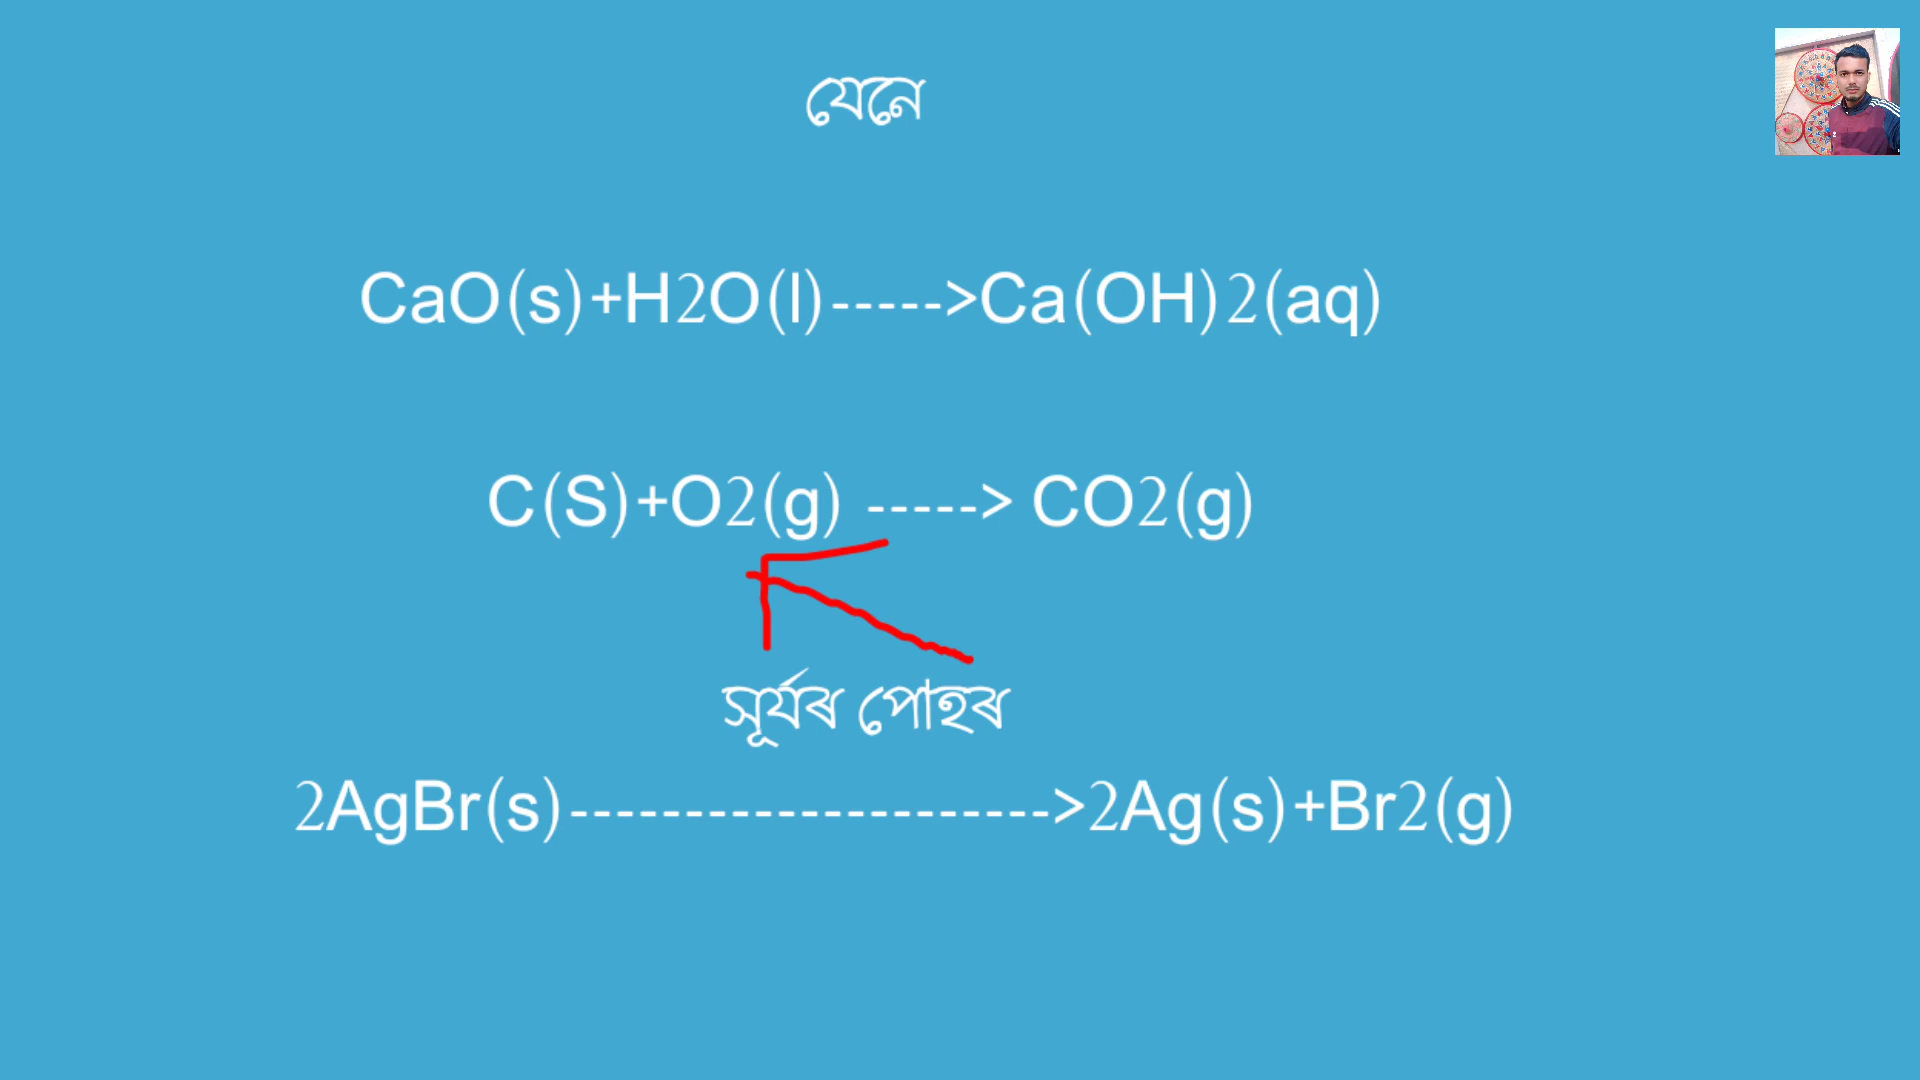 যেনে
CaO(s)+H2O(l)----->Ca(OH)2(aq)
C(S)+O2(g) -----> CO2(g)
সূৰ্যৰ পোহৰ
2AgBr(s)--------------------->2Ag(s)+Br2(g)